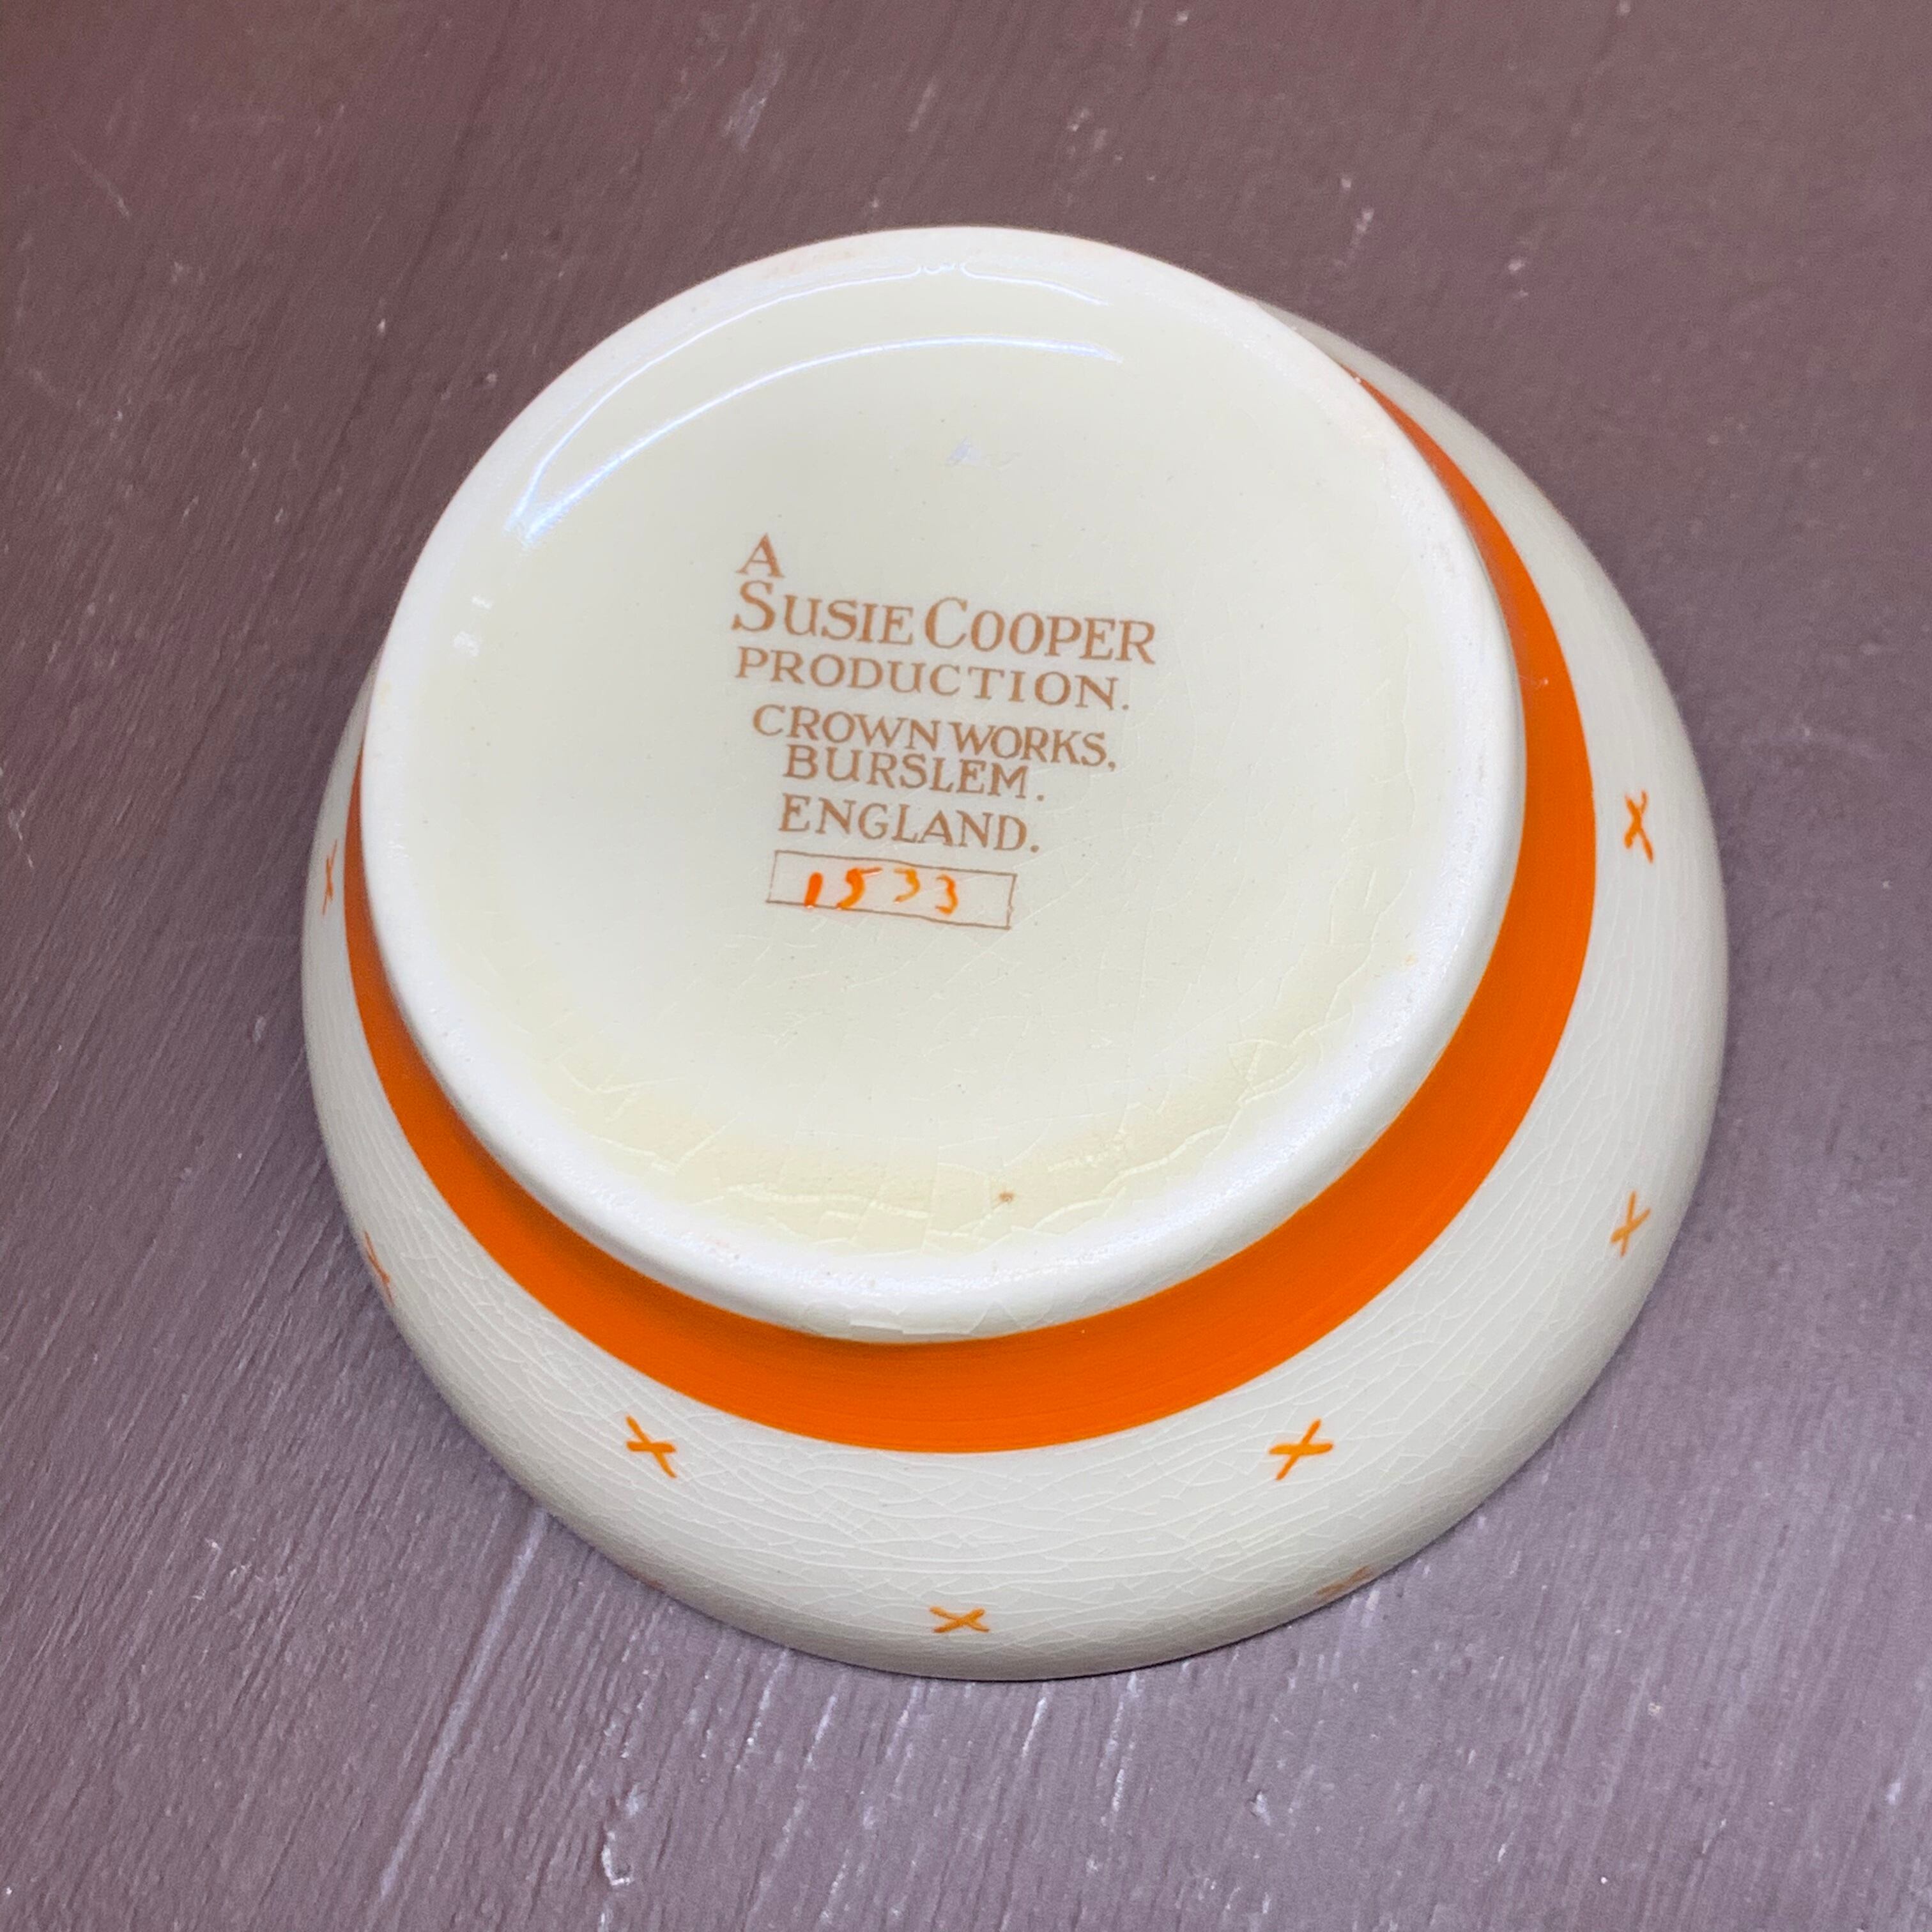 A
SUSIE COOPER
PRODUCTION.
CROWN WORKS,
BURSLEM.
ENGLAND.
1533